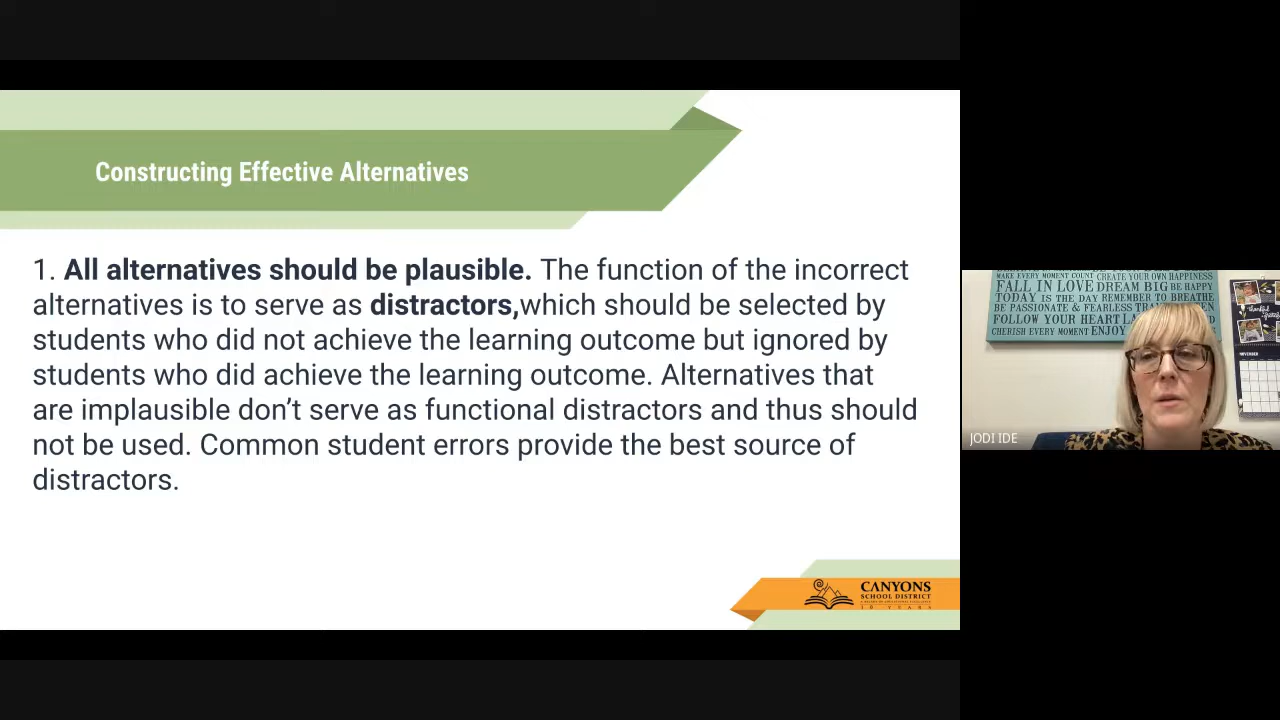 Constructing Effective Alternatives
1. All alternatives should be plausible. The function of the incorrect
alternatives is to serve as distractors,which should be selected by
students who did not achieve the learning outcome but ignored by
students who did achieve the learning outcome. Alternatives that
are implausible don’t serve as functional distractors and thus should
not be used. Common student errors provide the best source of
distractors.
CANYONS
SCHOOL DISTRICT
10 YEARS
MAKE EVERY MOMENT COUNT CREATE YOUR OWN HAPPINESS
FALL IN LOVE DREAM BIG BE HAPPY
TODAY IS THE DAY REMEMBER TO BREATHE
BE PASSIONATE & FEARLESS
FOLLOW YOUR HEART
CHERISH EVERY MOMENT ENJOY
thankful
NOVEMBER
JODI IDE